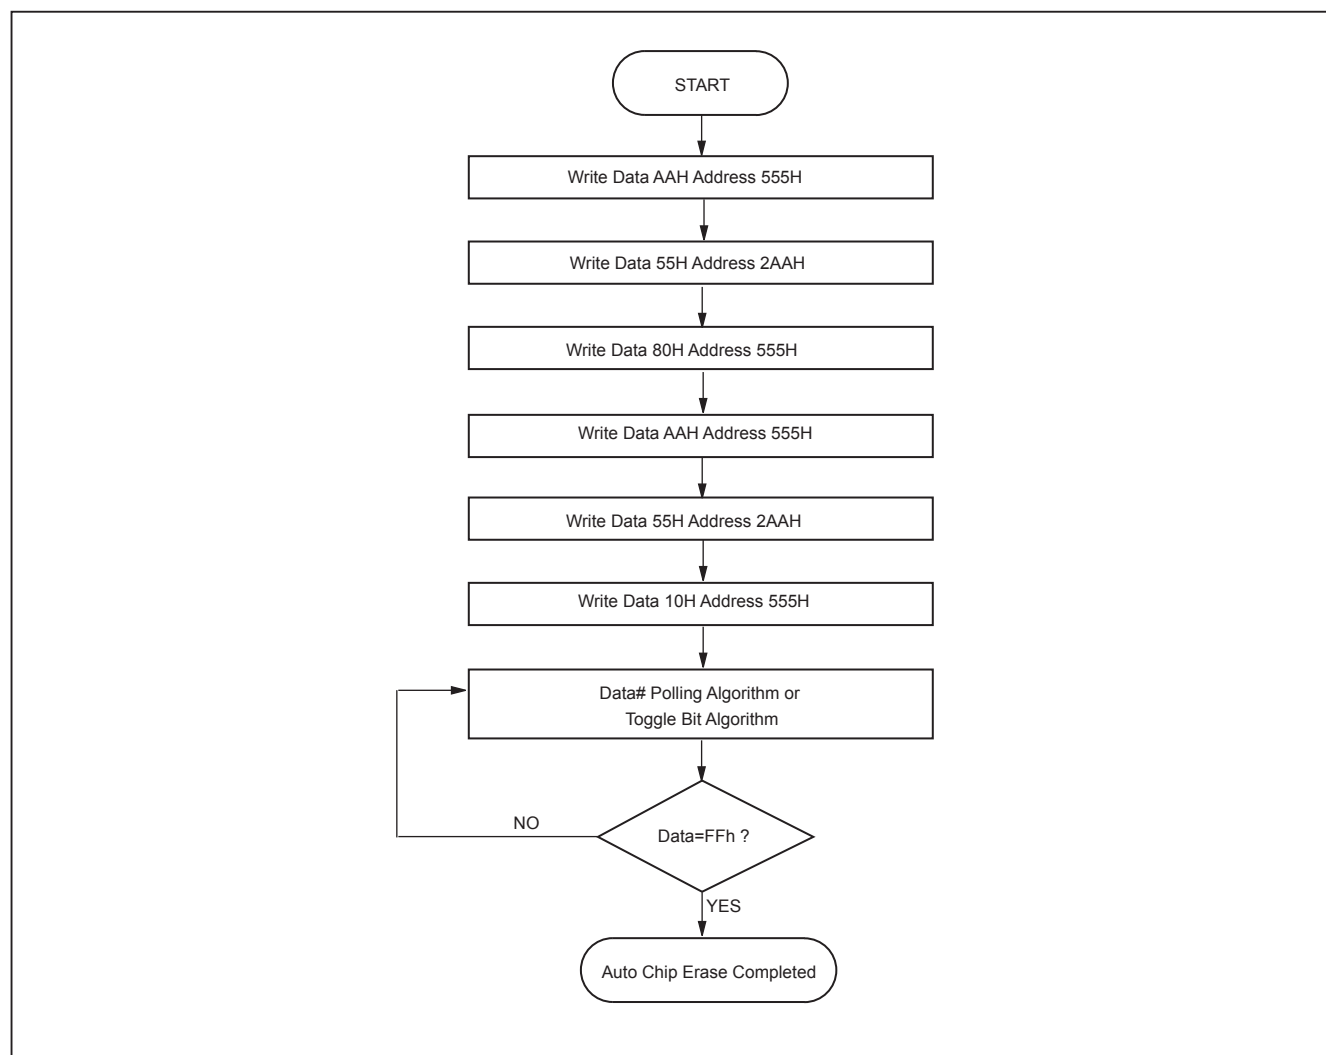 START
Write Data AAH Address 555H
Write Data 55H Address 2AAH
Write Data 80H Address 555H
Write Data AAH Address 555H
Write Data 55H Address 2AAH
Write Data 10H Address 555H
Data# Polling Algorithm or
Toggle Bit Algorithm
NO
Data=FFh ?
YES
Auto Chip Erase Completed